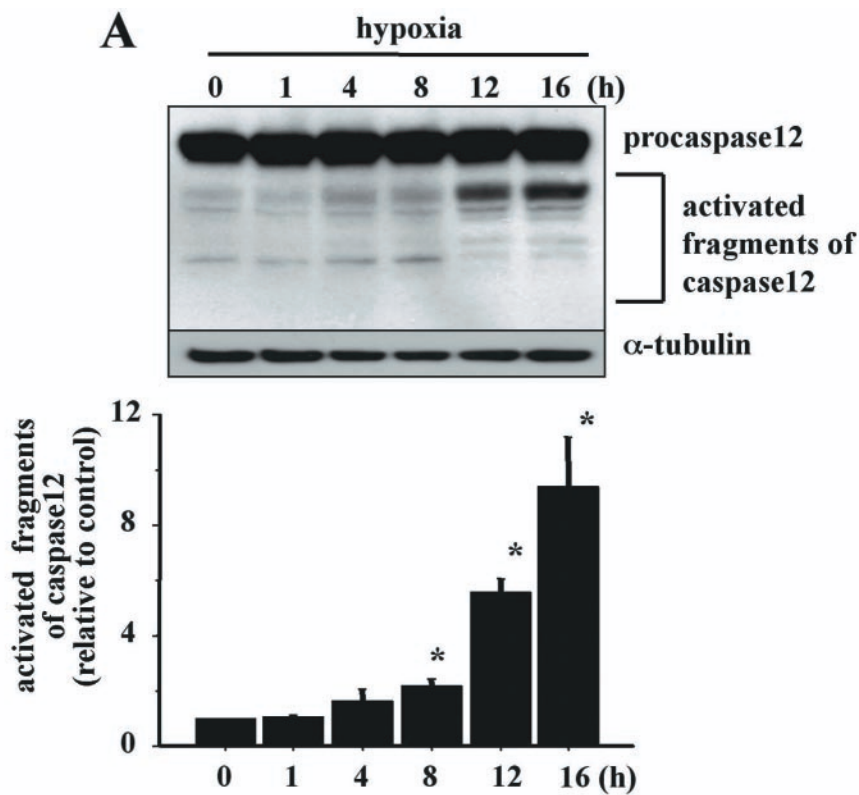 A
hypoxia
0 1 4 8 12 16 (h)
procaspase12
activated
fragments of
caspase12
α-tubulin
activated fragments
of caspase12
(relative to control)
12
8
4
0
*
*
*
0 1 4 8 12 16 (h)